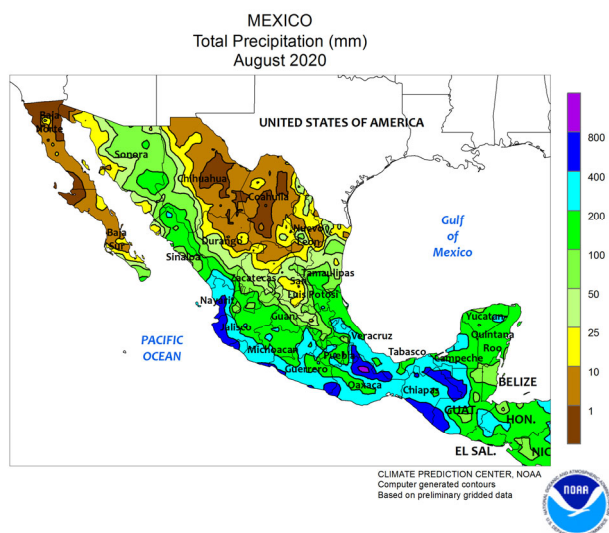 MEXICO
Total Precipitation (mm)
August 2020
UNITED STATES OF AMERICA
Baja
Norte
Sonora
Chihuahua
Coahuila
Nuevo
Leon
Baja
Sur
Durango
Sinaloa
Tamaulipas
Zacatecas
San
Luis Potosi
Nayarit
Guan.
Jalisco
Michoacan
Guerrero
Puebla
Veracruz
Oaxaca
Tabasco
Chiapas
Campeche
Yucatan
Quintana
Roo
Gulf
of
Mexico
PACIFIC
OCEAN
BELIZE
GUAT.
HON.
EL SAL.
NIC
800
400
200
100
50
25
10
1
CLIMATE PREDICTION CENTER, NOAA
Computer generated contours
Based on preliminary gridded data
NOAA